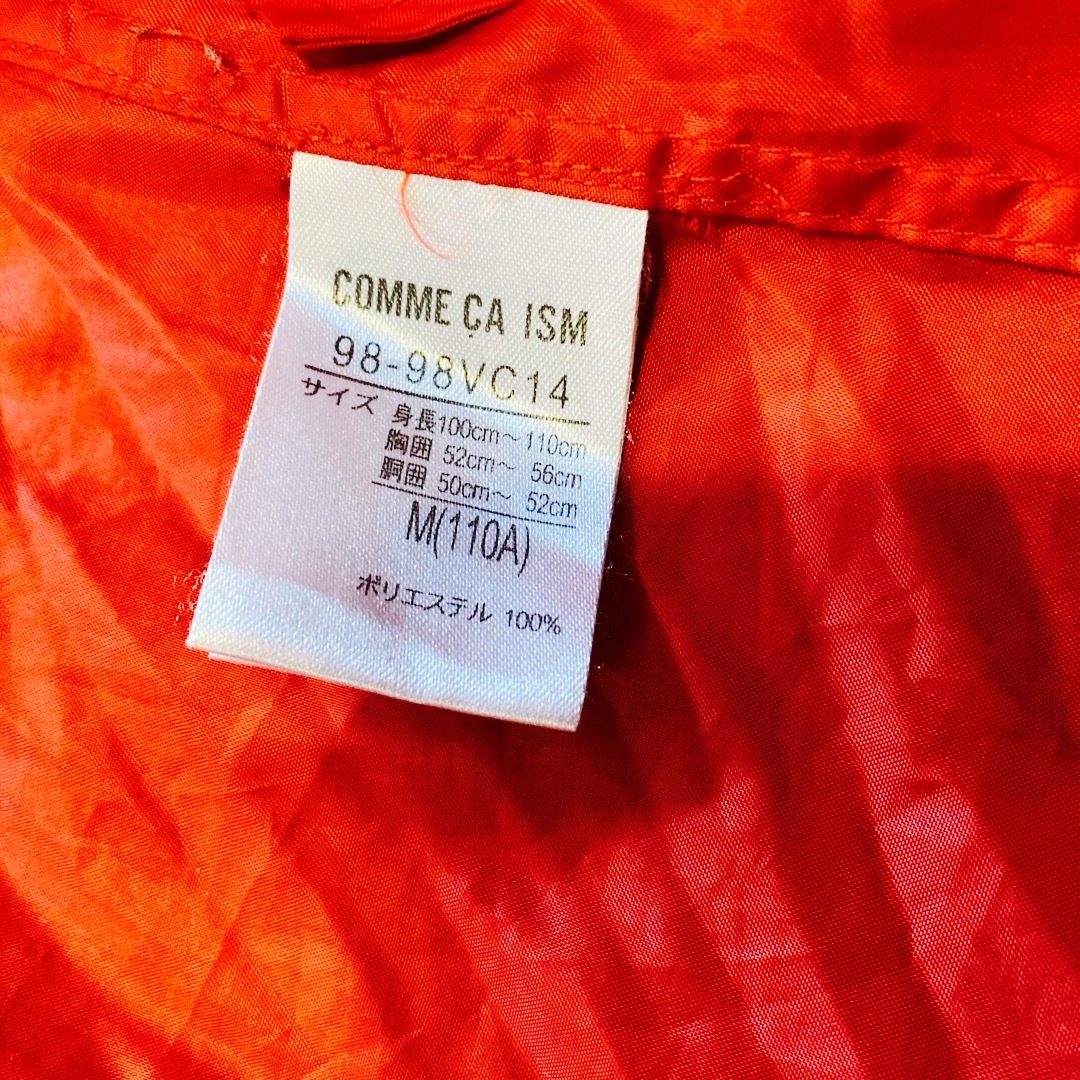 COMME ÇA ISM
98-98VC14
サイズ 身長100cm～110cm
胸囲 52cm～ 56cm
胴囲 50cm～ 52cm
M(110A)
ポリエステル 100%